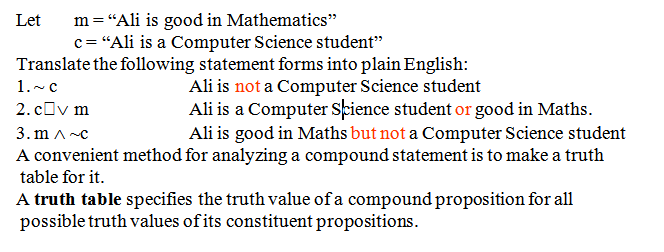 Let m = “Ali is good in Mathematics”
c = “Ali is a Computer Science student”
Translate the following statement forms into plain English:
1. ~ c Ali is not a Computer Science student
2. c□∨ m Ali is a Computer Science student or good in Maths.
3. m ∧ ~c Ali is good in Maths but not a Computer Science student
A convenient method for analyzing a compound statement is to make a truth
table for it.
A truth table specifies the truth value of a compound proposition for all
possible truth values of its constituent propositions.